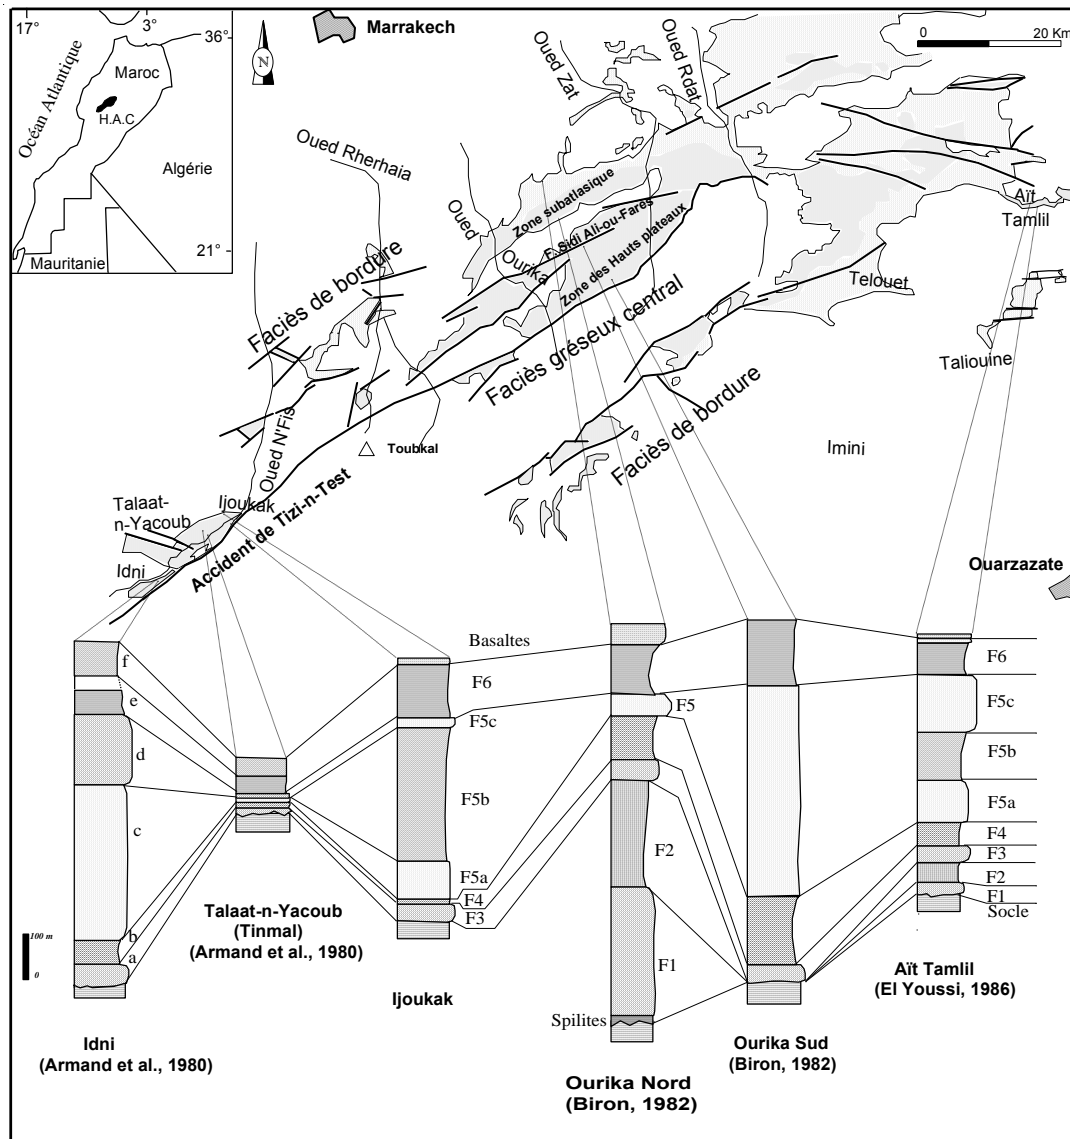 17°
3°
36°
Océan Atlantique
Maroc
H.A.C
Algérie
21°
Mauritanie
Marrakech
N
0 20 Km
Oued Zat
Oued Rdat
Oued Rherhaia
Oued
Ourika
Zone subatlasique
F. Sidi Ali-ou-Fares
Zone des Hauts plateaux
Aït
Tamlil
Telouet
Taliouine
Faciès de bordure
Faciès gréseux central
Faciès de bordure
Oued N'Fis
Toubkal
Imini
Talaat-
n-Yacoub
Ijoukak
Idni
Accident de Tizi-n-Test
Ouarzazate
Basaltes
f
e
d
c
b
a
F6
F5c
F5b
F5a
F4
F3
F5
F2
F1
Spilites
F6
F5c
F5b
F5a
F4
F3
F2
F1
Socle
100 m
0
Idni
(Armand et al., 1980)
Talaat-n-Yacoub
(Tinmal)
(Armand et al., 1980)
Ijoukak
Ourika Nord
(Biron, 1982)
Ourika Sud
(Biron, 1982)
Aït Tamlil
(El Youssi, 1986)